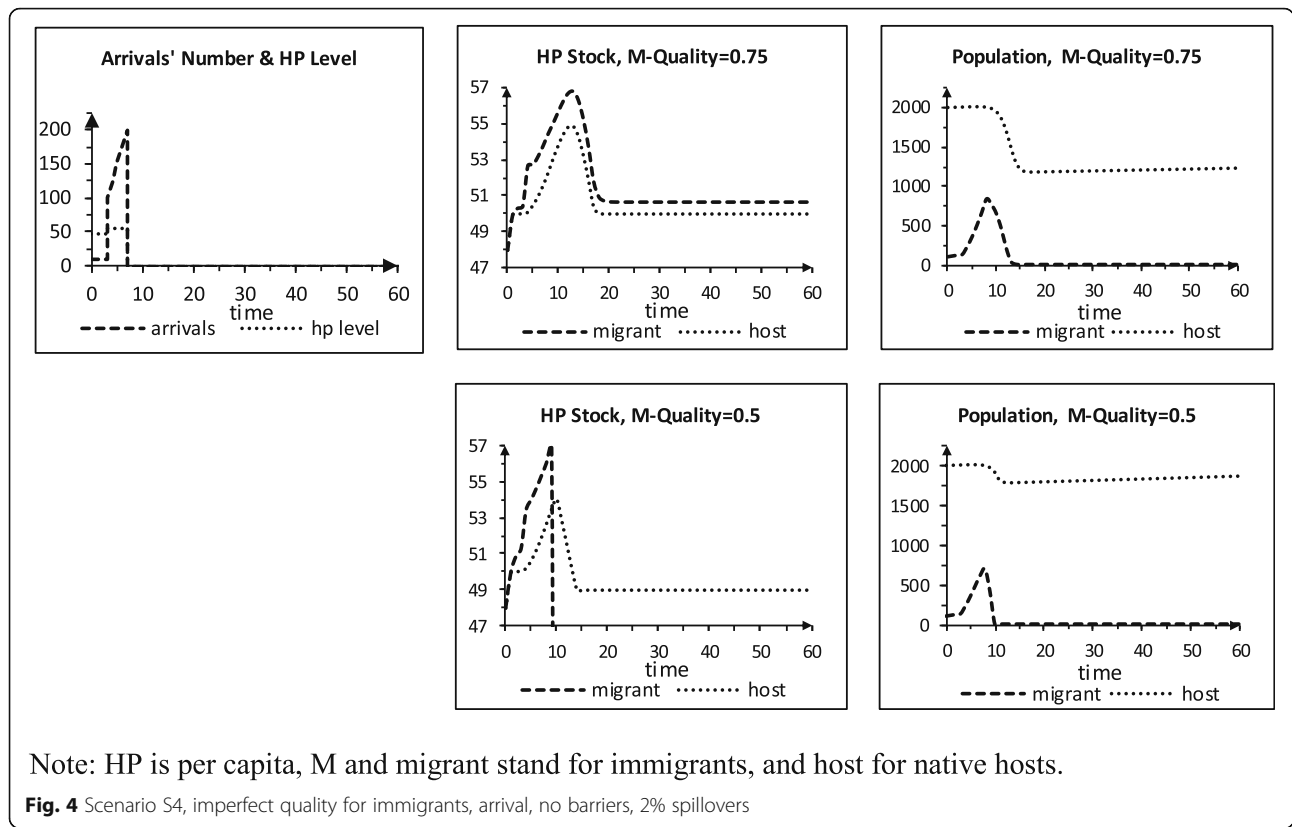 Arrivals' Number & HP Level
200
150
100
50
0
0 10 20 30 40 50 60
time
arrivals hp level
HP Stock, M-Quality=0.75
57
55
53
51
49
47
0 10 20 30 40 50 60
time
migrant host
Population, M-Quality=0.75
2000
1500
1000
500
0
0 10 20 30 40 50 60
time
migrant host
HP Stock, M-Quality=0.5
57
55
53
51
49
47
0 10 20 30 40 50 60
time
migrant host
Population, M-Quality=0.5
2000
1500
1000
500
0
0 10 20 30 40 50 60
time
migrant host
Note: HP is per capita, M and migrant stand for immigrants, and host for native hosts.
Fig. 4 Scenario S4, imperfect quality for immigrants, arrival, no barriers, 2% spillovers